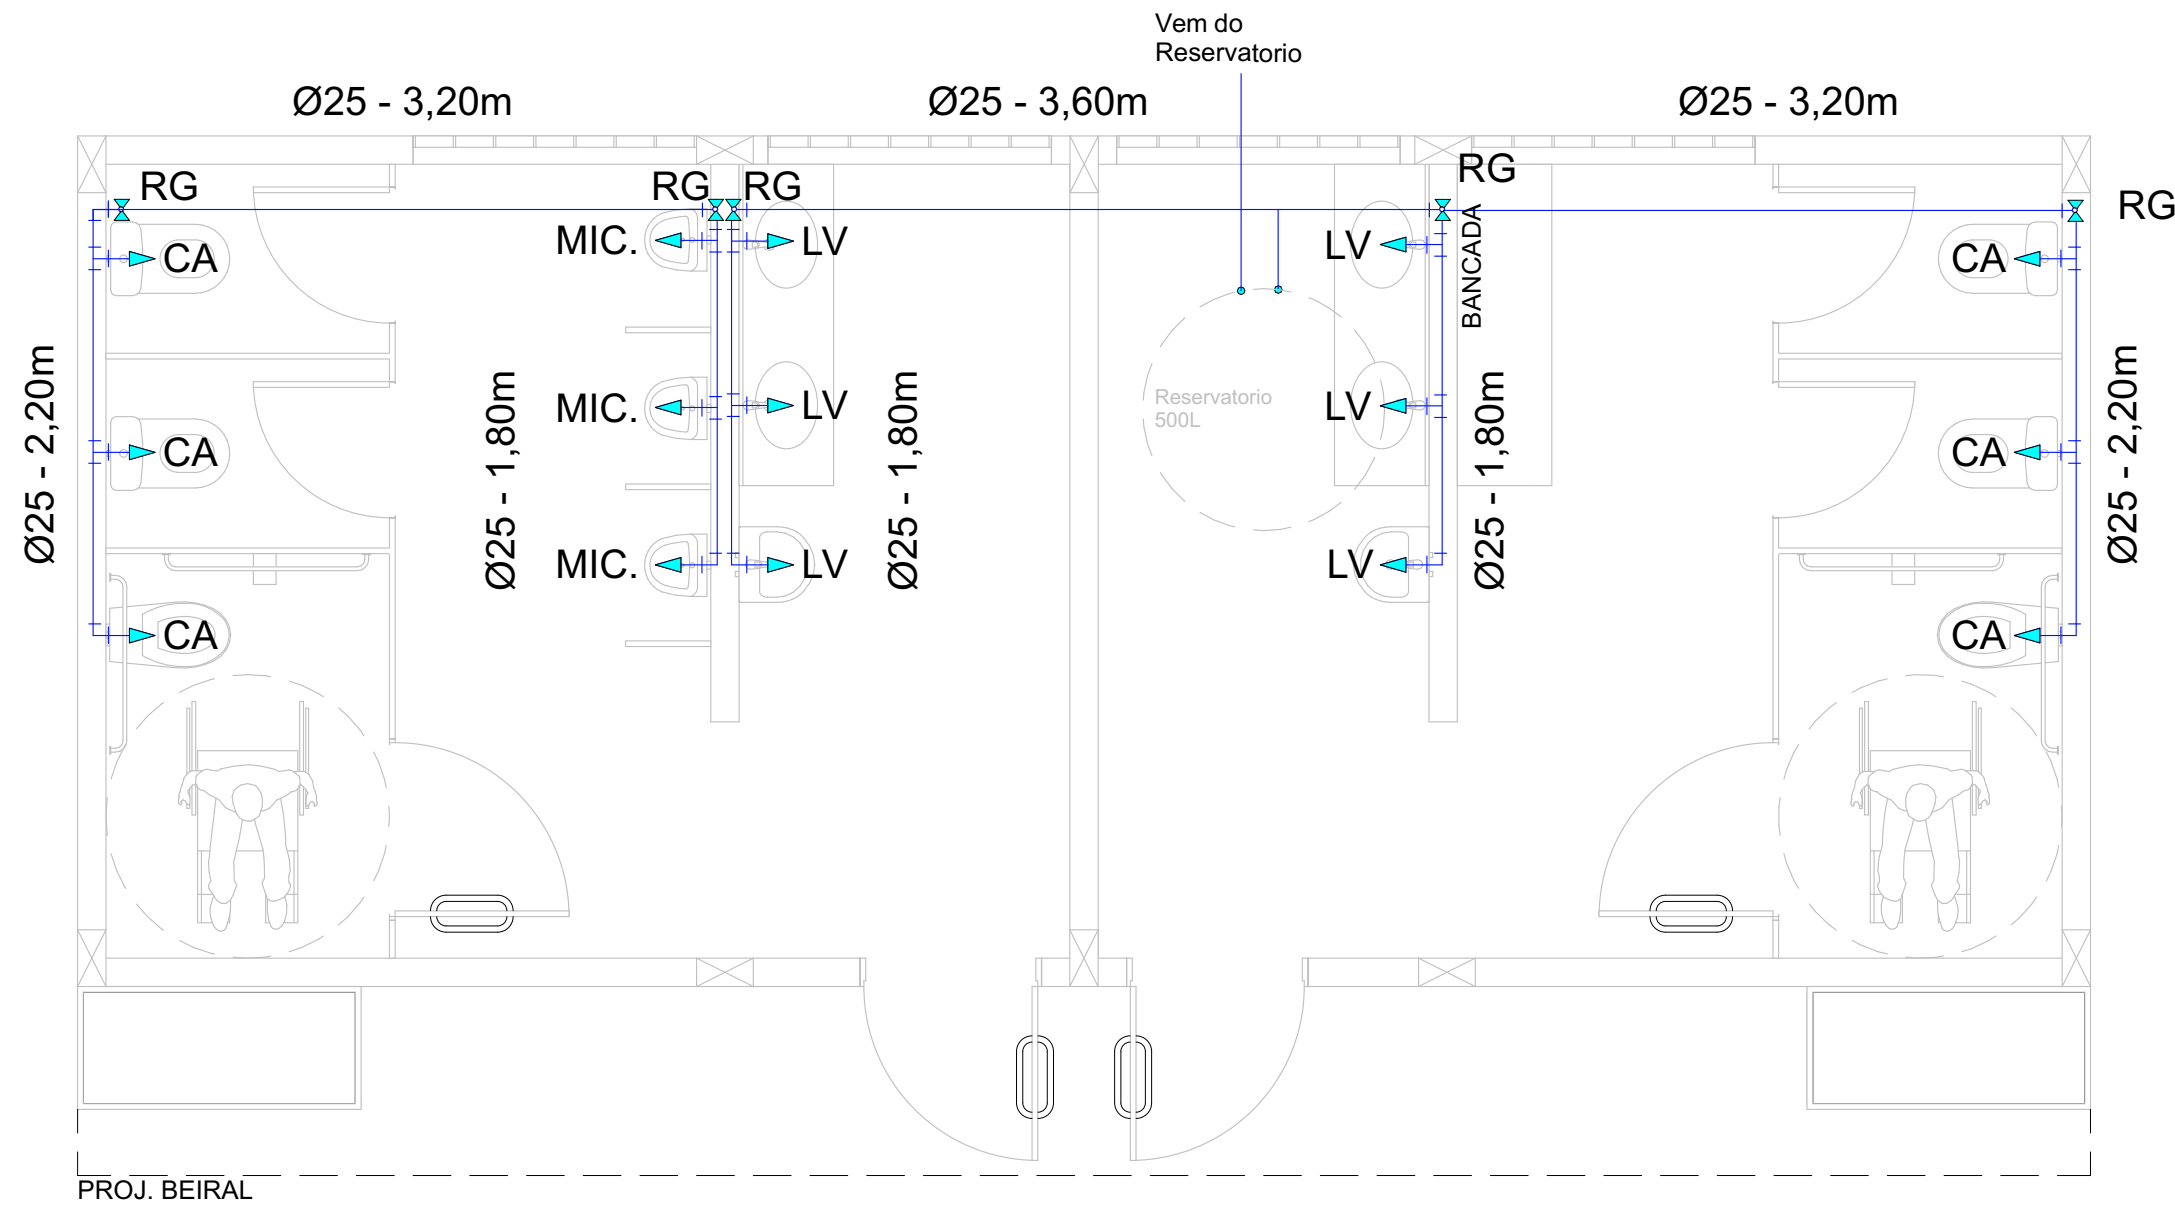 Vem do
Reservatorio
Ø25 - 3,20m
Ø25 - 3,60m
Ø25 - 3,20m
RG
RG
RG
RG
RG
CA
MIC.
LV
LV
BANCADA
CA
Ø25 - 2,20m
CA
Ø25 - 1,80m
MIC.
LV
Ø25 - 1,80m
Reservatorio
500L
LV
Ø25 - 1,80m
CA
Ø25 - 2,20m
MIC.
LV
LV
CA
CA
PROJ. BEIRAL